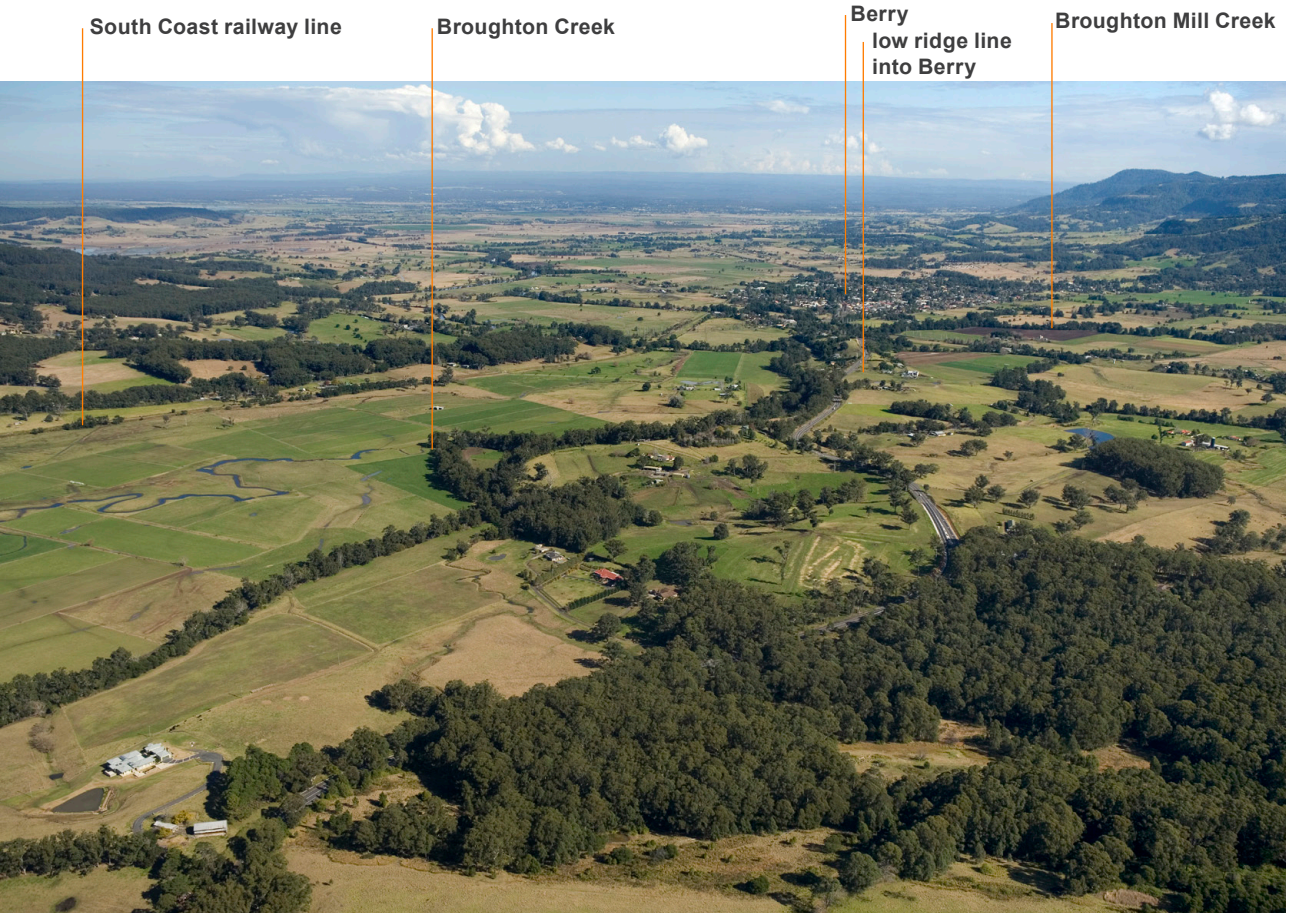 South Coast railway line
Broughton Creek
Berry
low ridge line
into Berry
Broughton Mill Creek